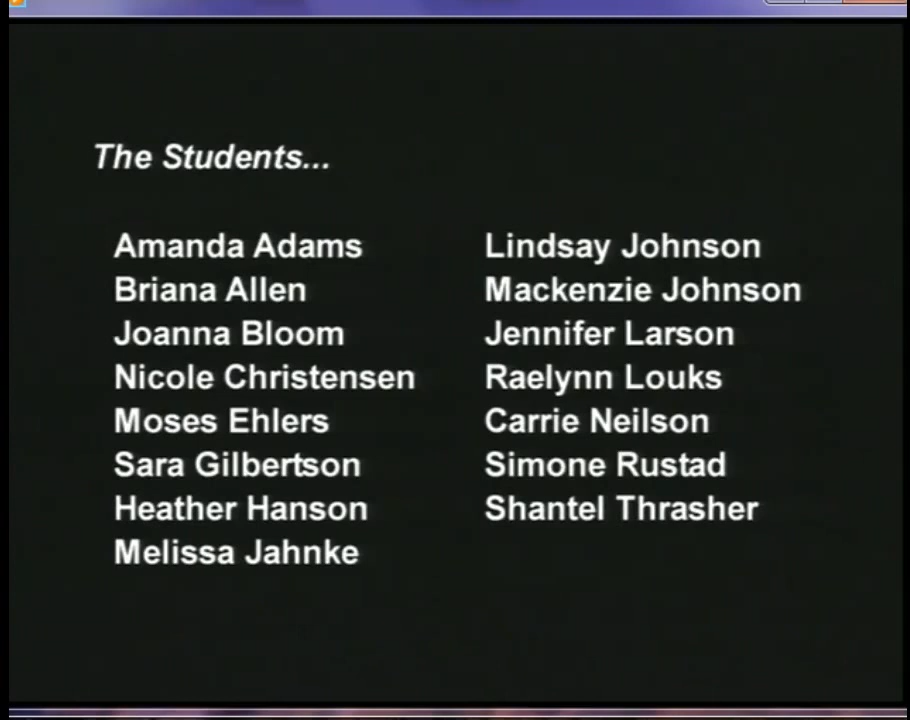 The Students...
Amanda Adams
Briana Allen
Joanna Bloom
Nicole Christensen
Moses Ehlers
Sara Gilbertson
Heather Hanson
Melissa Jahnke
Lindsay Johnson
Mackenzie Johnson
Jennifer Larson
Raelynn Louks
Carrie Neilson
Simone Rustad
Shantel Thrasher